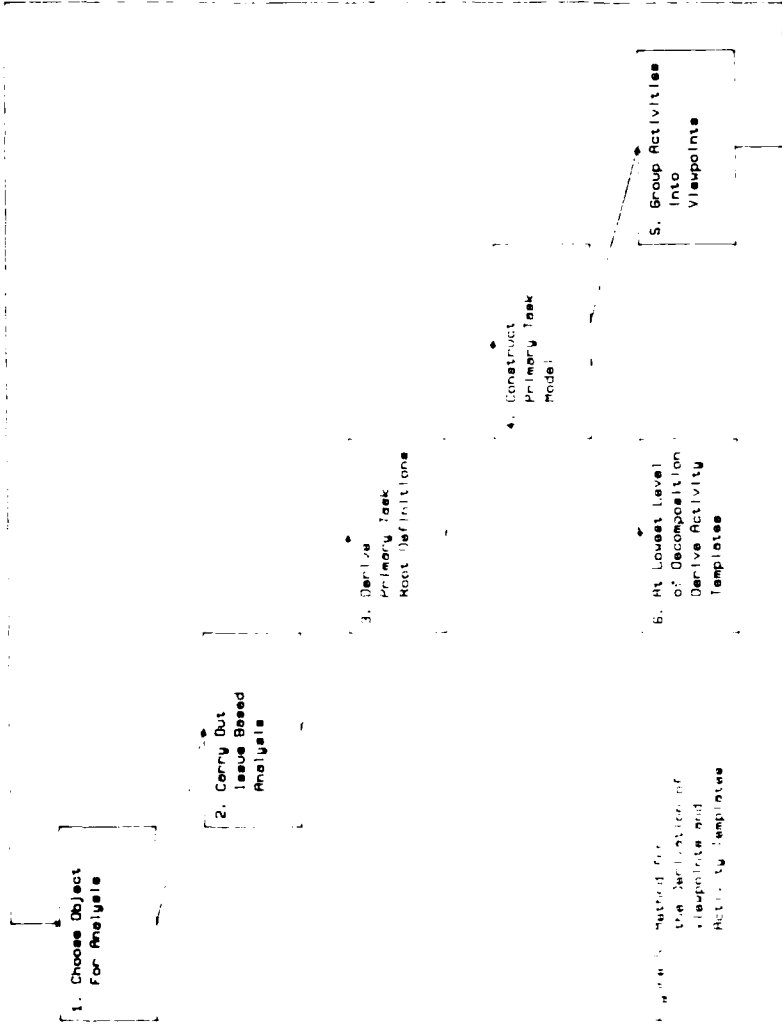 1. Choose Object
For Analysis
2. Carry Out
Issue Based
Analysis
3. Derive
Primary Task
Root Definitions
4. Construct
Primary Task
Model
5. Group Activities
Into
Viewpoints
6. At Lowest Level
of Decomposition
Derive Activity
Templates
Method for
the Derivation of
Viewpoints and
Activity Templates